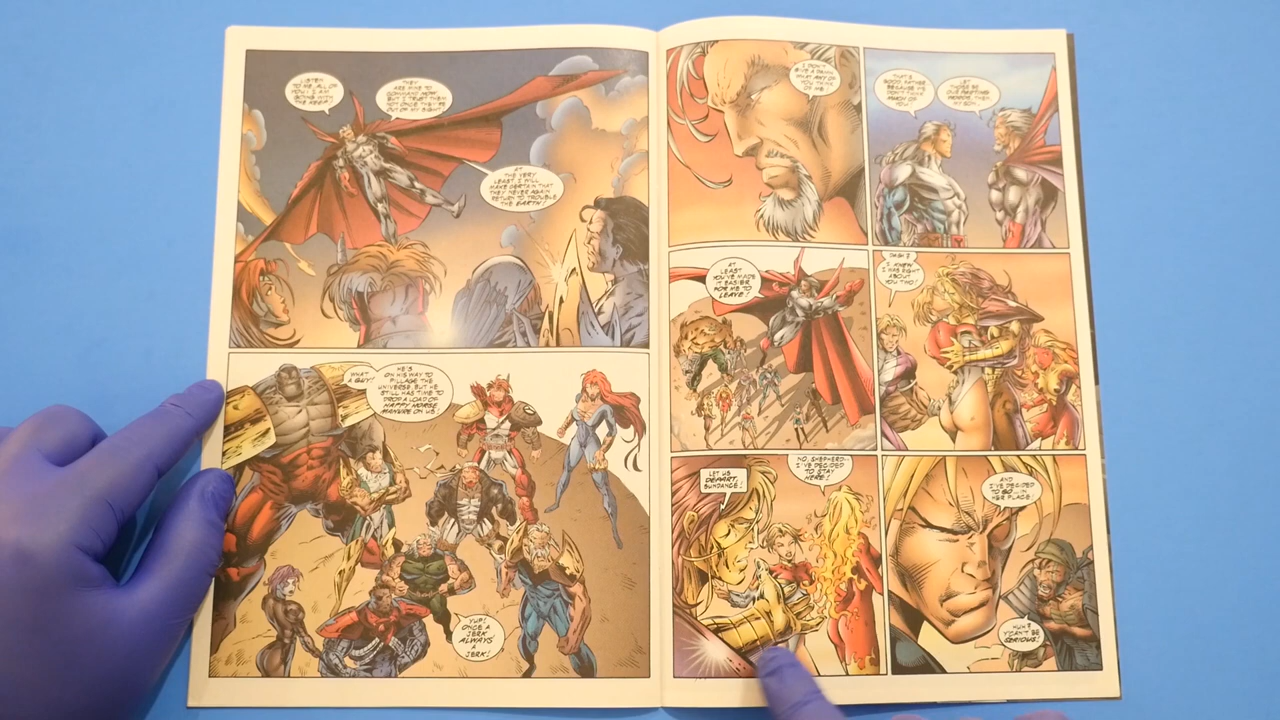 LISTEN
TO ME, ALL OF
YOU! I AM
GOING WITH
THE KEEP!
THEY
ARE MINE TO
COMMAND NOW,
BUT I TRUST THEM
NOT ONCE THEY'RE
OUT OF MY SIGHT!
AT
THE VERY
LEAST, I WILL
MAKE CERTAIN THAT
THEY NEVER AGAIN
RETURN TO TROUBLE
THE EARTH!
WHAT
A GUY!
HE'S
ON HIS WAY TO
PILLAGE THE
UNIVERSE, BUT HE
STILL HAS TIME TO
DROP A LOAD OF
HAPPY HORSE
MANURE ON US!
YUP!
ONCE A
JERK
ALWAYS
A
JERK!
I DON'T
GIVE A DAMN
WHAT ANY OF
YOU THINK
OF ME!
THAT'S
GOOD, FATHER,
BECAUSE WE
DON'T THINK
MUCH OF
YOU!
LET
THOSE BE
OUR PARTING
WORDS, THEN,
MY SON.
AT
LEAST
YOU'VE MADE
IT EASIER
FOR ME TO
LEAVE!
I KNEW
I WAS RIGHT
ABOUT
YOU TWO!
LET US
DEPART,
SUNDANCE!
NO, SHEPHERD--
I'VE DECIDED
TO STAY
HERE!
AND
I'VE DECIDED
TO GO... IN
HER PLACE!
HUH?
Y'CAN'T BE
SERIOUS!